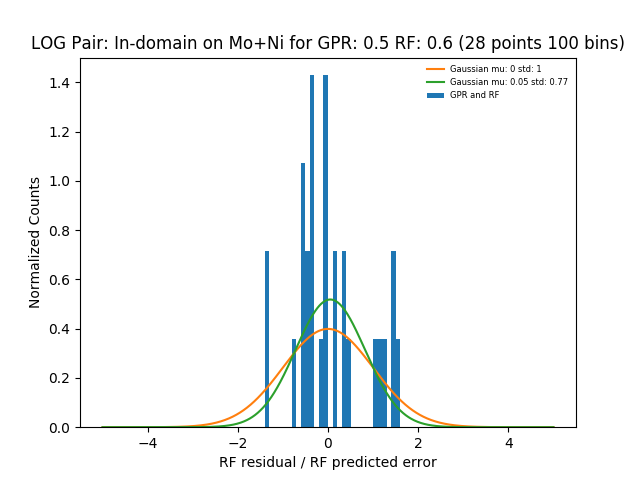 LOG Pair: In-domain on Mo+Ni for GPR: 0.5 RF: 0.6 (28 points 100 bins)
Gaussian mu: 0 std: 1
Gaussian mu: 0.05 std: 0.77
GPR and RF
Normalized Counts
1.4
1.2
1.0
0.8
0.6
0.4
0.2
0.0
−4
−2
0
2
4
RF residual / RF predicted error